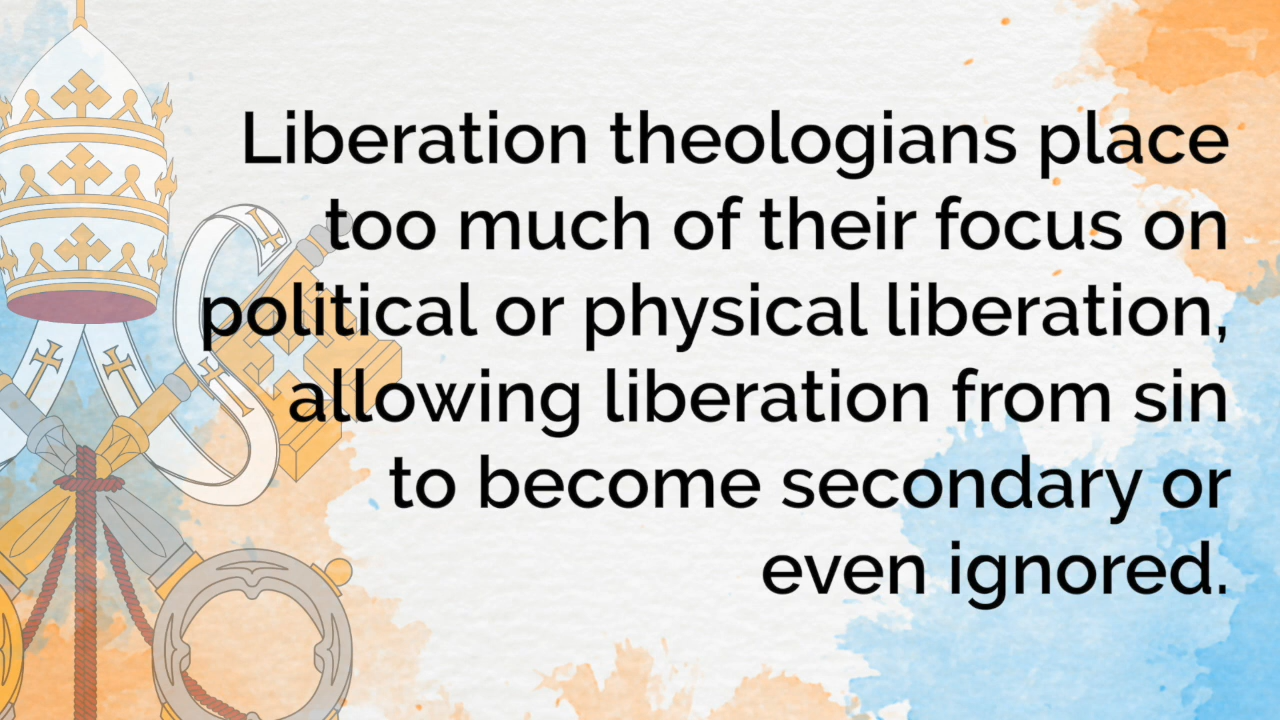 Liberation theologians place
too much of their focus on
political or physical liberation,
allowing liberation from sin
to become secondary or
even ignored.